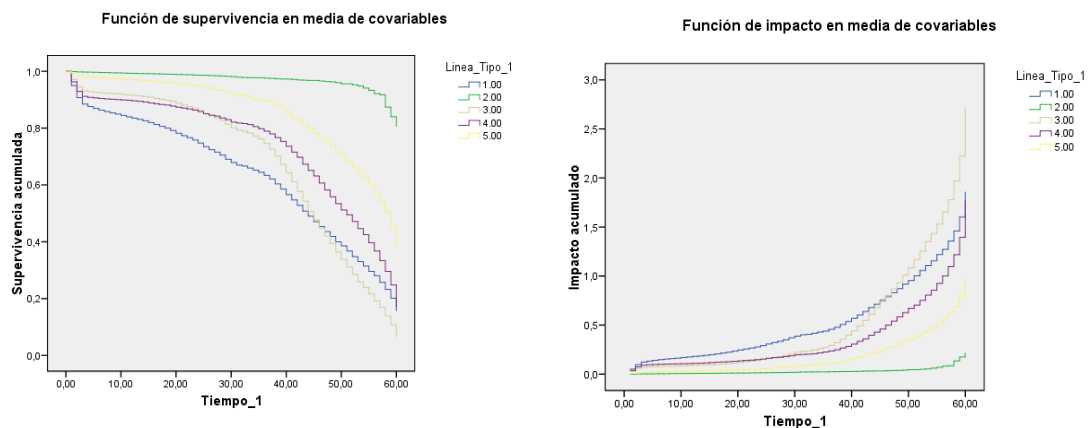 Función de supervivencia en media de covariables
Supervivencia acumulada
1,0
0,8
0,6
0,4
0,2
0,0
0,00 10,00 20,00 30,00 40,00 50,00 60,00
Tiempo_1
Linea_Tipo_1
1.00
2.00
3.00
4.00
5.00
Función de impacto en media de covariables
Impacto acumulado
3,0
2,5
2,0
1,5
1,0
0,5
0,0
0,00 10,00 20,00 30,00 40,00 50,00 60,00
Tiempo_1
Linea_Tipo_1
1.00
2.00
3.00
4.00
5.00